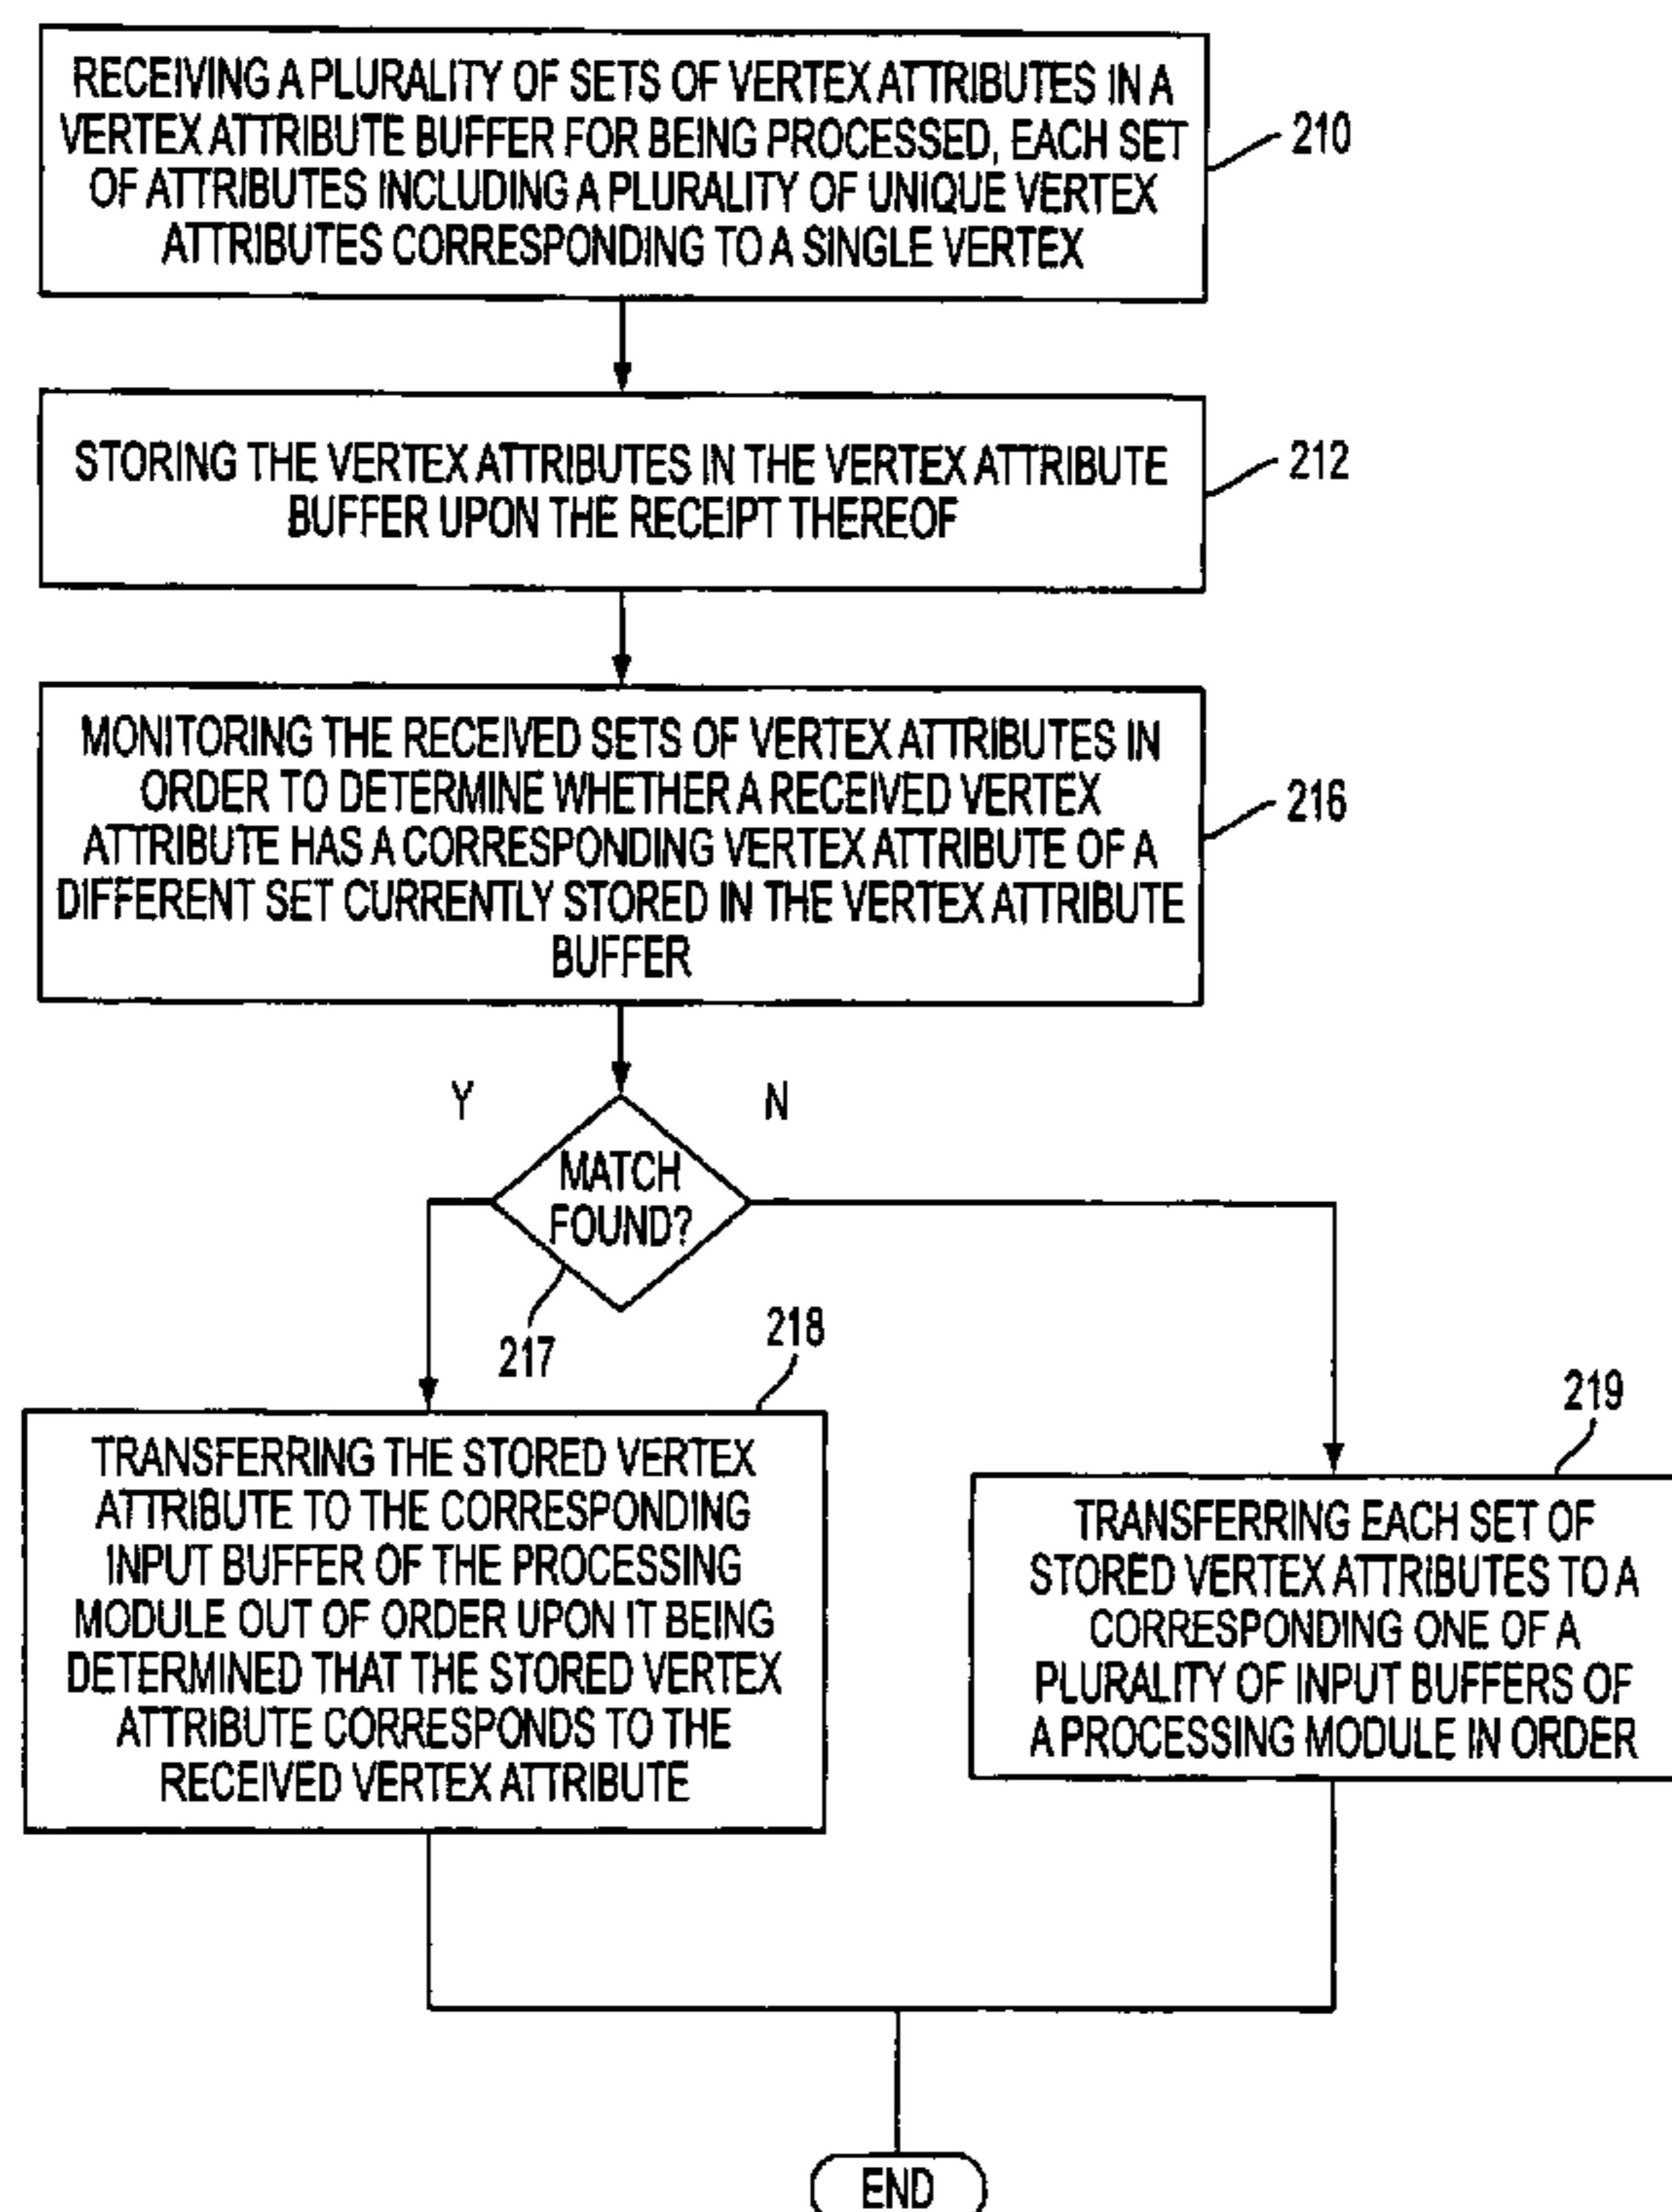 RECEIVING A PLURALITY OF SETS OF VERTEX ATTRIBUTES IN A
VERTEX ATTRIBUTE BUFFER FOR BEING PROCESSED, EACH SET
OF ATTRIBUTES INCLUDING A PLURALITY OF UNIQUE VERTEX
ATTRIBUTES CORRESPONDING TO A SINGLE VERTEX
210
STORING THE VERTEX ATTRIBUTES IN THE VERTEX ATTRIBUTE
BUFFER UPON THE RECEIPT THEREOF
212
MONITORING THE RECEIVED SETS OF VERTEX ATTRIBUTES IN
ORDER TO DETERMINE WHETHER A RECEIVED VERTEX
ATTRIBUTE HAS A CORRESPONDING VERTEX ATTRIBUTE OF A
DIFFERENT SET CURRENTLY STORED IN THE VERTEX ATTRIBUTE
BUFFER
216
Y
N
MATCH
FOUND?
217
218
TRANSFERRING THE STORED VERTEX
ATTRIBUTE TO THE CORRESPONDING
INPUT BUFFER OF THE PROCESSING
MODULE OUT OF ORDER UPON IT BEING
DETERMINED THAT THE STORED VERTEX
ATTRIBUTE CORRESPONDS TO THE
RECEIVED VERTEX ATTRIBUTE
219
TRANSFERRING EACH SET OF
STORED VERTEX ATTRIBUTES TO A
CORRESPONDING ONE OF A
PLURALITY OF INPUT BUFFERS OF
A PROCESSING MODULE IN ORDER
END